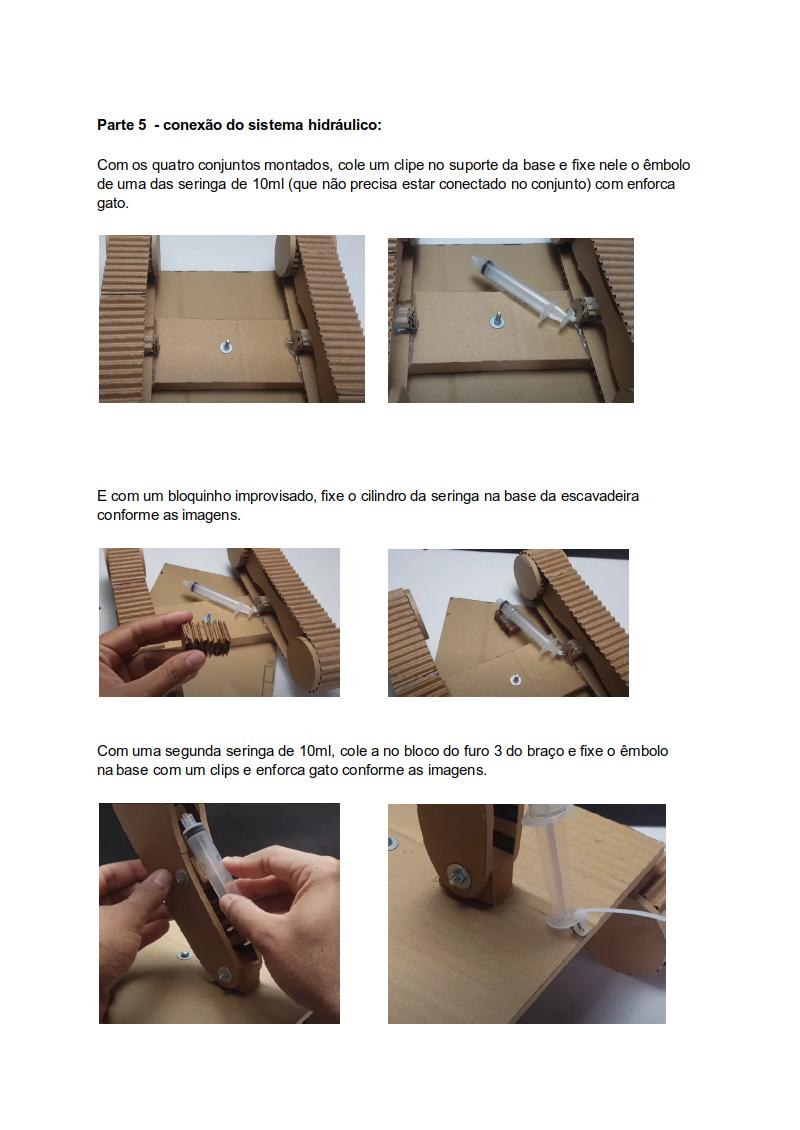 Parte 5 - conexão do sistema hidráulico:
Com os quatro conjuntos montados, cole um clipe no suporte da base e fixe nele o êmbolo
de uma das seringa de 10ml (que não precisa estar conectado no conjunto) com enforca
gato.
E com um bloquinho improvisado, fixe o cilindro da seringa na base da escavadeira
conforme as imagens.
Com uma segunda seringa de 10ml, cole a no bloco do furo 3 do braço e fixe o êmbolo
na base com um clips e enforca gato conforme as imagens.